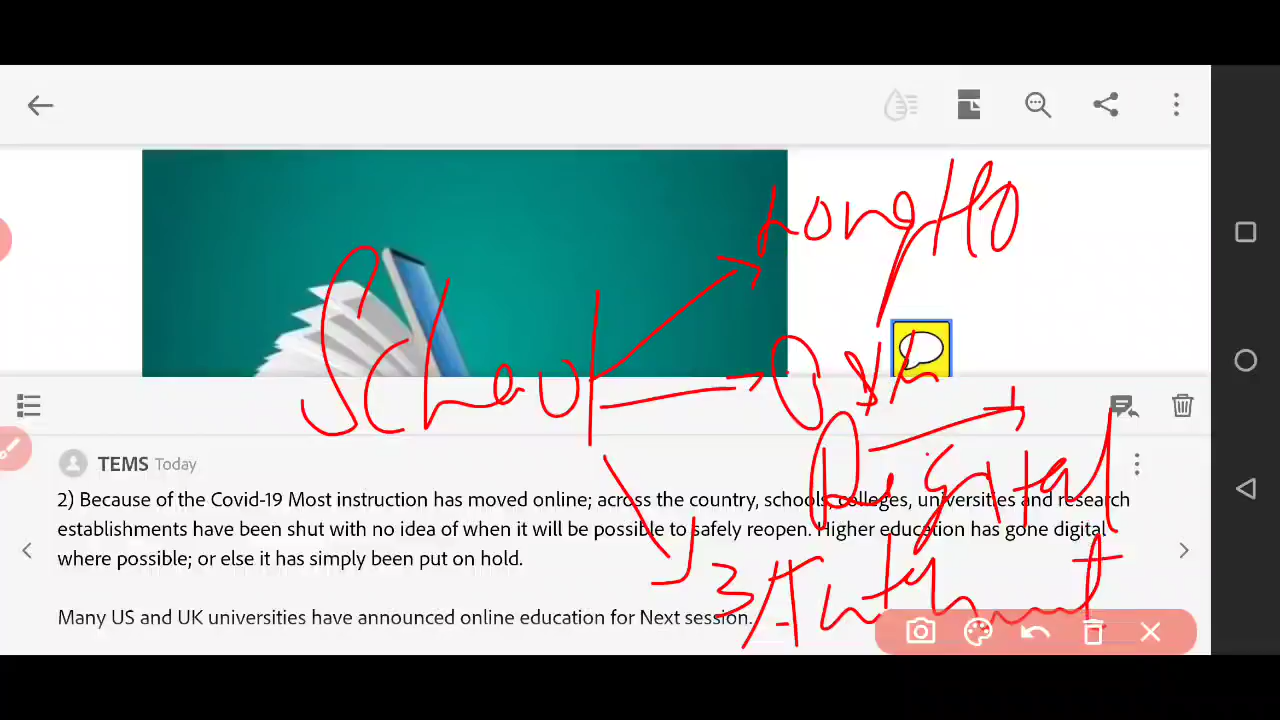 Long HO
School
Digital
3
TEMS Today
2) Because of the Covid-19 Most instruction has moved online; across the country, schools, colleges, universities and research
establishments have been shut with no idea of when it will be possible to safely reopen. Higher education has gone digital
where possible; or else it has simply been put on hold.
Many US and UK universities have announced online education for Next session.